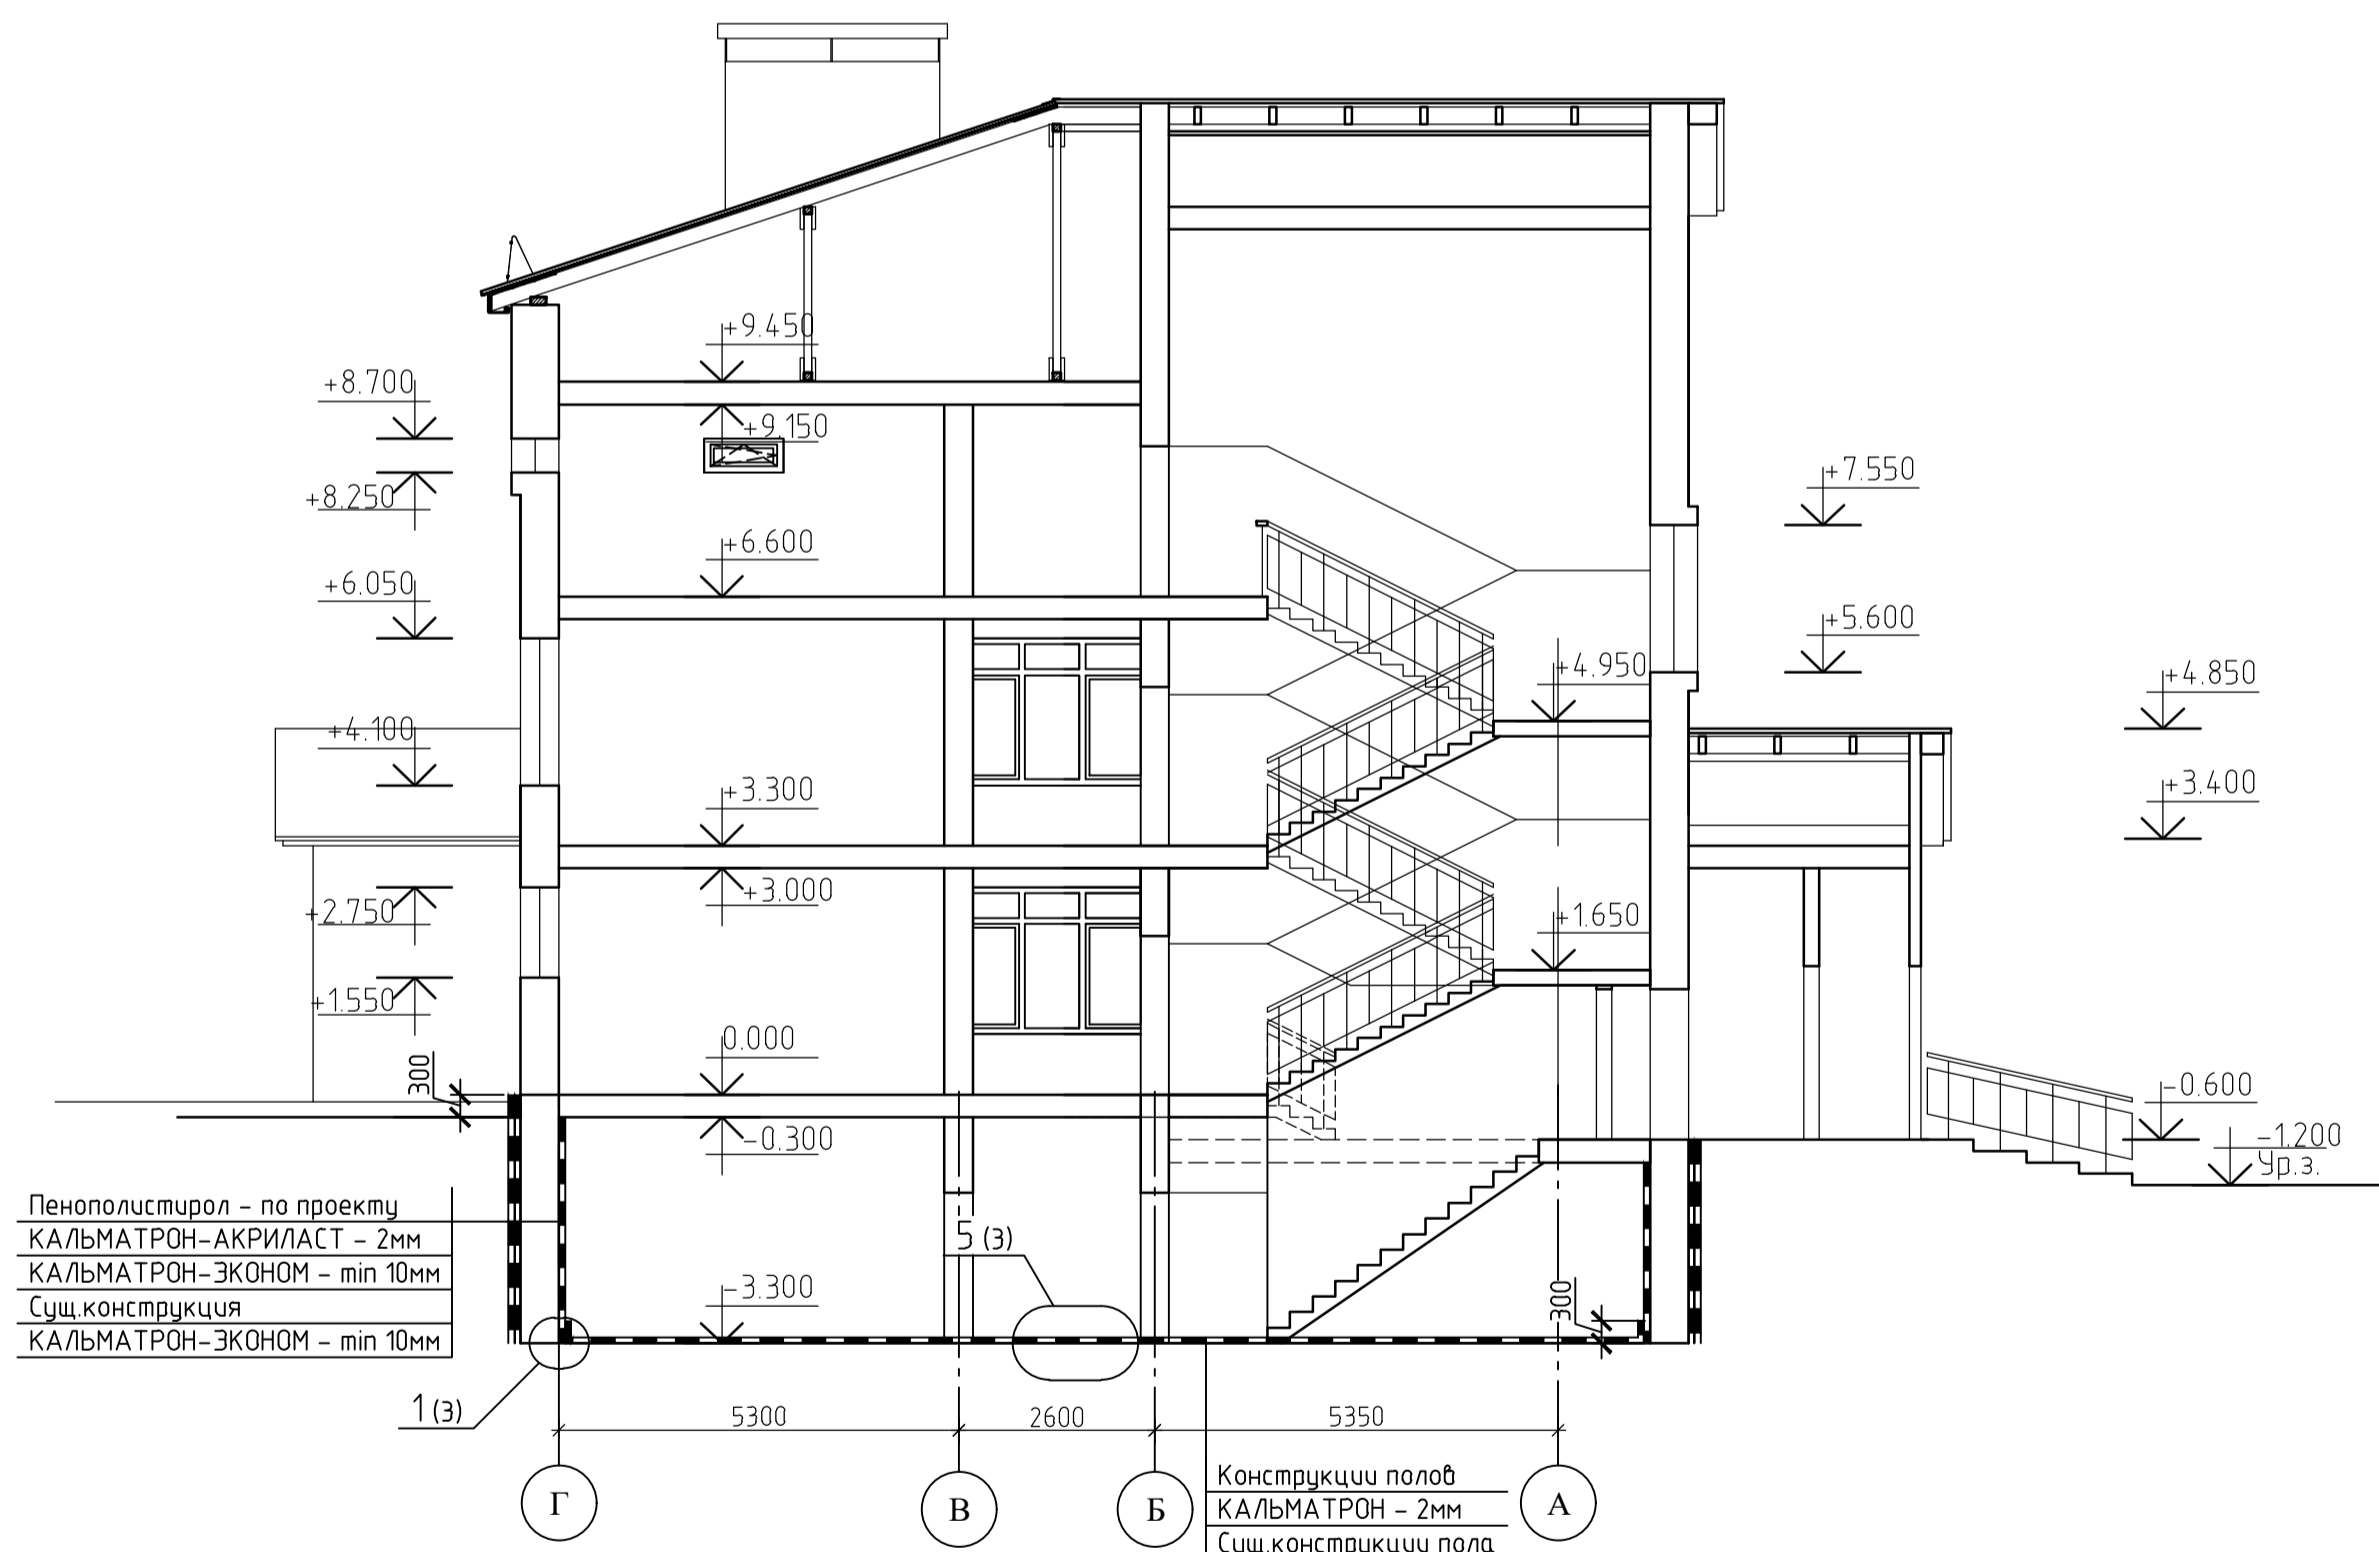 +9.450
+8.700
+9.150
+8.250
+7.550
+6.600
+6.050
+5.600
+4.950
+4.850
+4.100
+3.300
+3.400
+3.000
+2.750
+1.650
+1.550
0.000
300
-0.600
-0.300
-1.200
Ур.з.
Пенополистирол - по проекту
КАЛЬМАТРОН-АКРИЛАСТ - 2мм
КАЛЬМАТРОН-ЭКОНОМ - min 10мм
Сущ.конструкция
КАЛЬМАТРОН-ЭКОНОМ - min 10мм
5 (3)
-3.300
300
1 (3)
5300
2600
5350
Г
В
Б
А
Конструкции полов
КАЛЬМАТРОН - 2мм
Сущ.конструкции пола